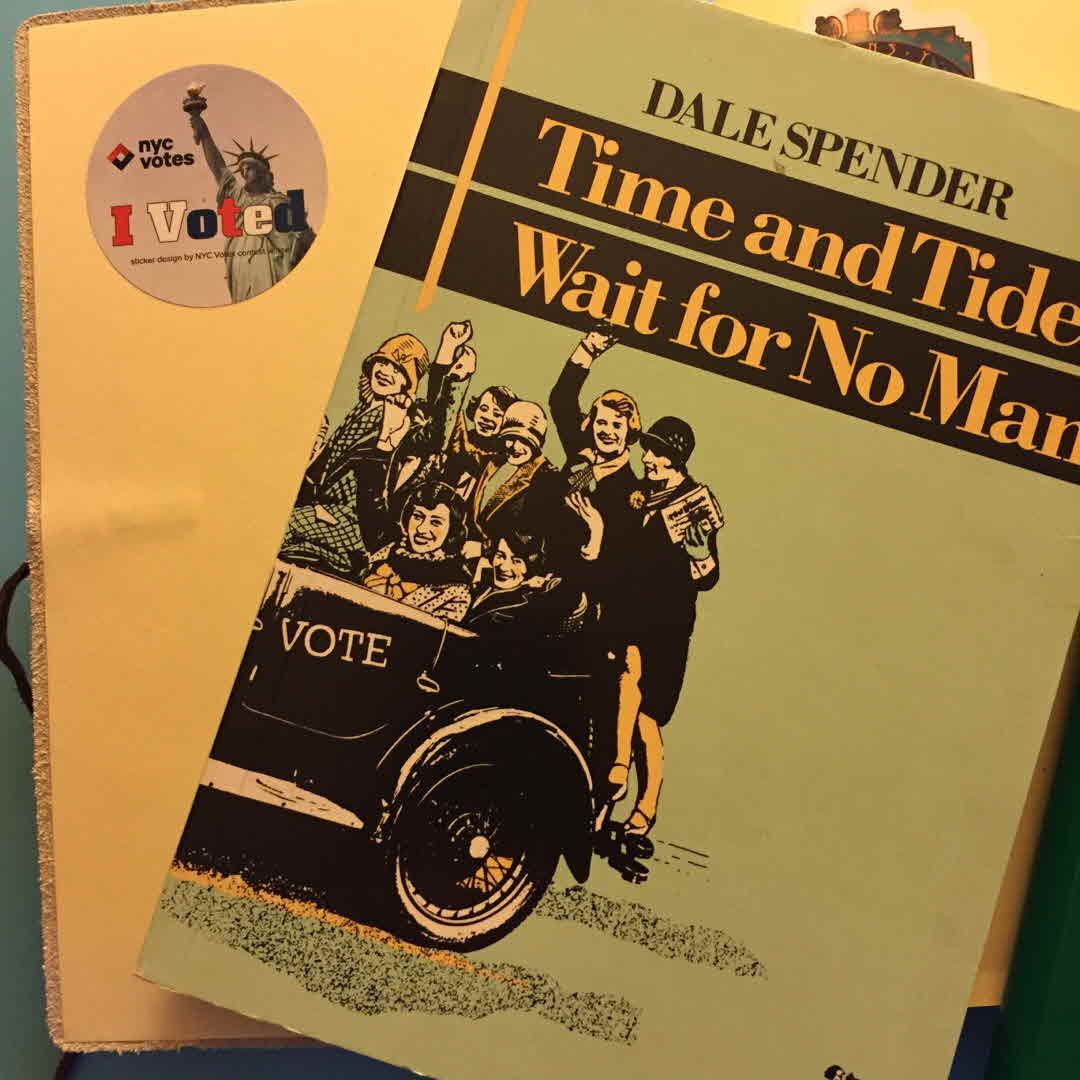 nyc
votes
I Voted
sticker design by NYC Votes contest
DALE SPENDER
Time and Tide
Wait for No Man
VOTE